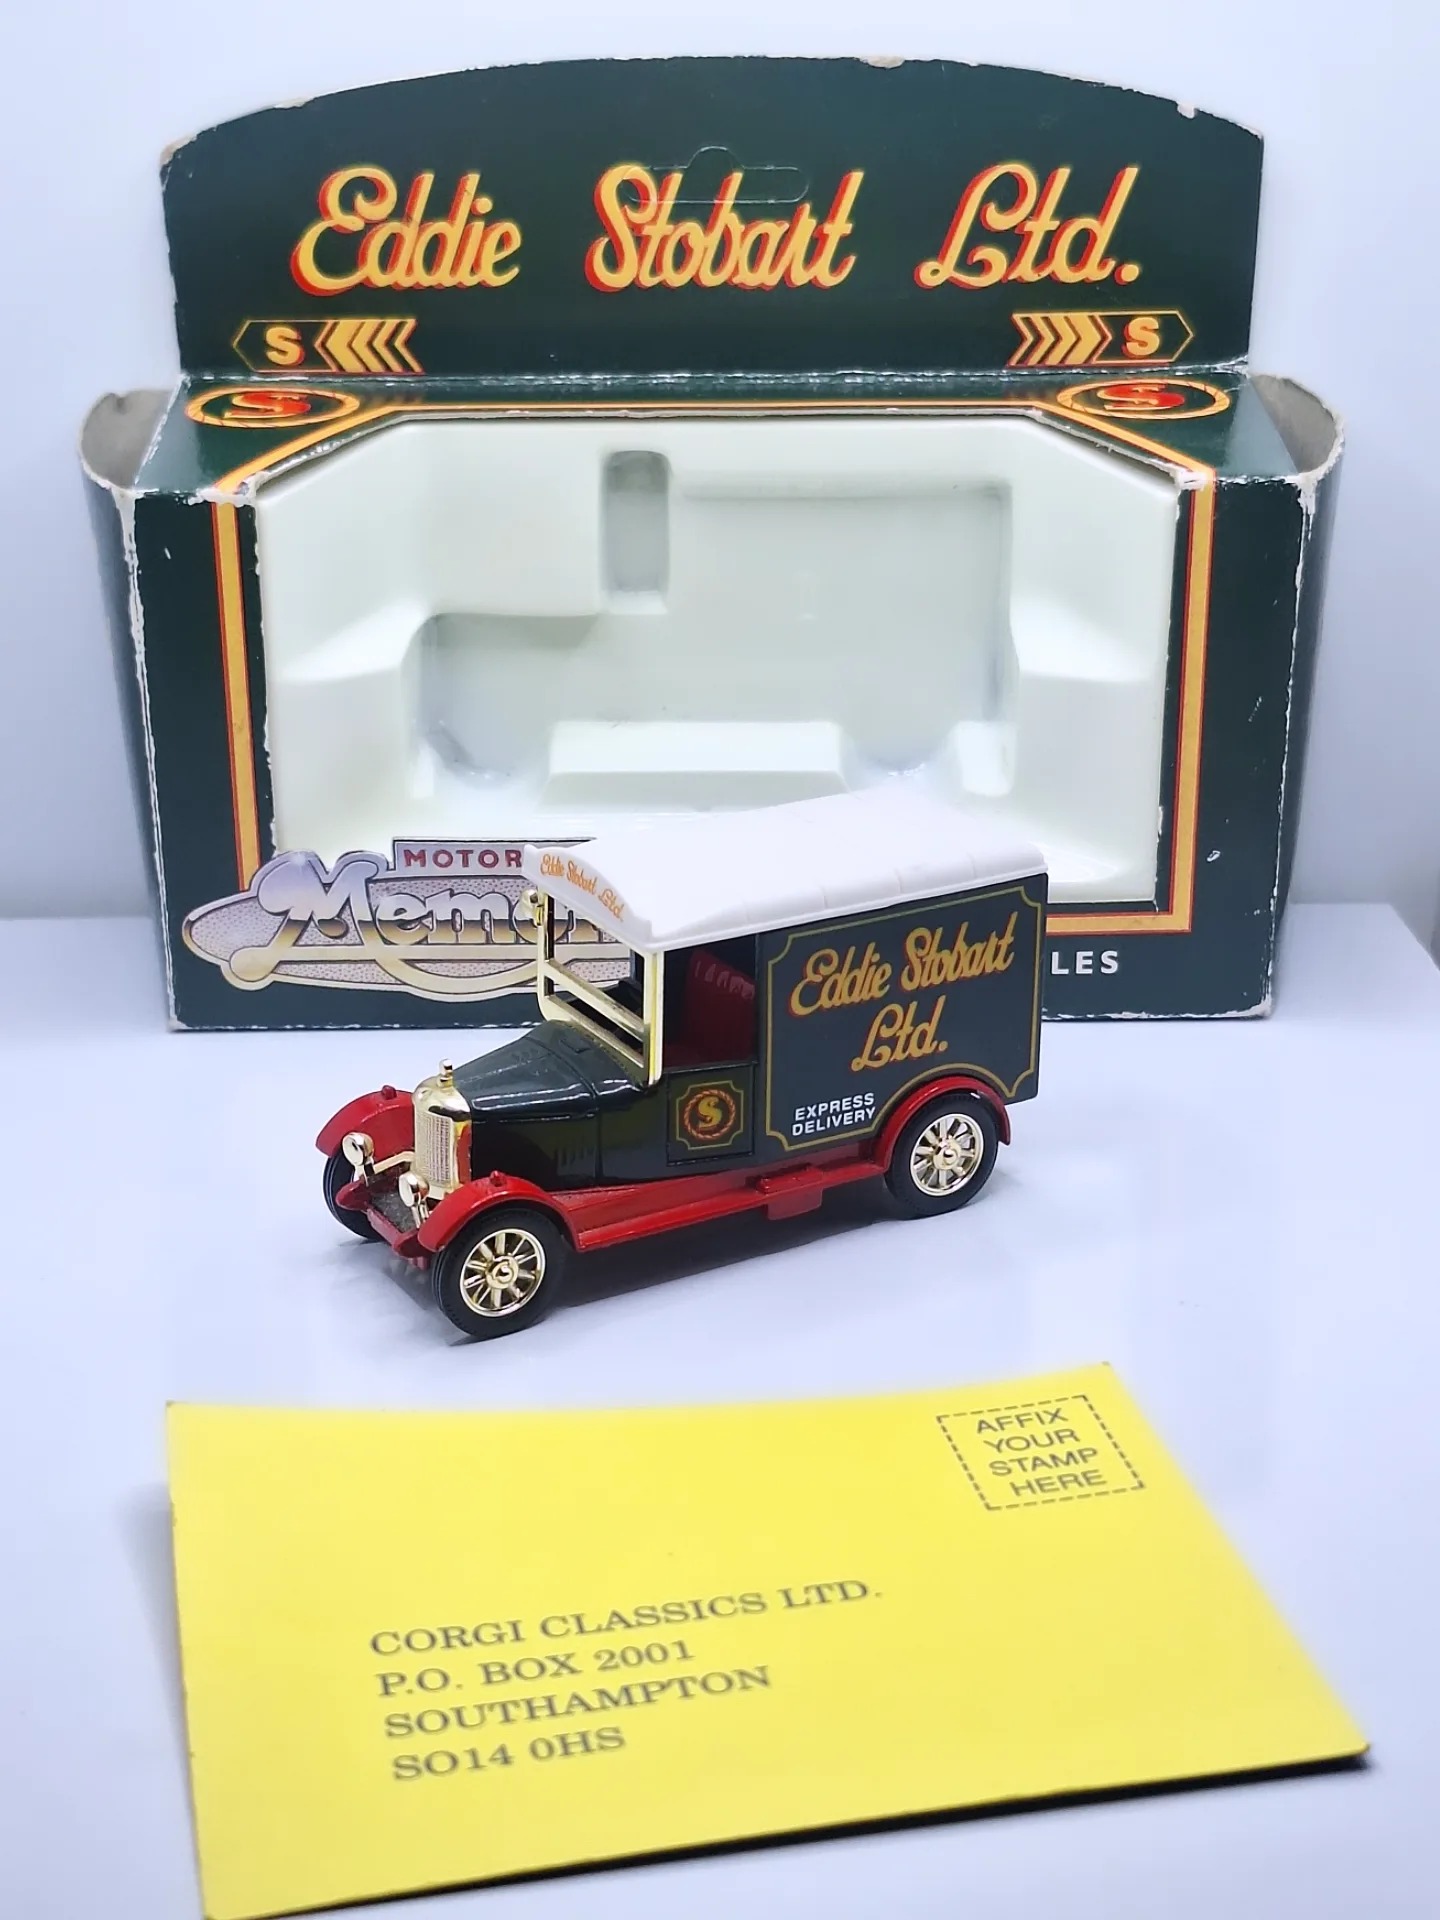 Eddie Stobart Ltd.
S S
S S
MOTOR
Eddie Stobart Ltd.
LES
Eddie Stobart
Ltd.
S
EXPRESS
DELIVERY
AFFIX
YOUR
STAMP
HERE
CORGI CLASSICS LTD.
P.O. BOX 2001
SOUTHAMPTON
SO14 0HS